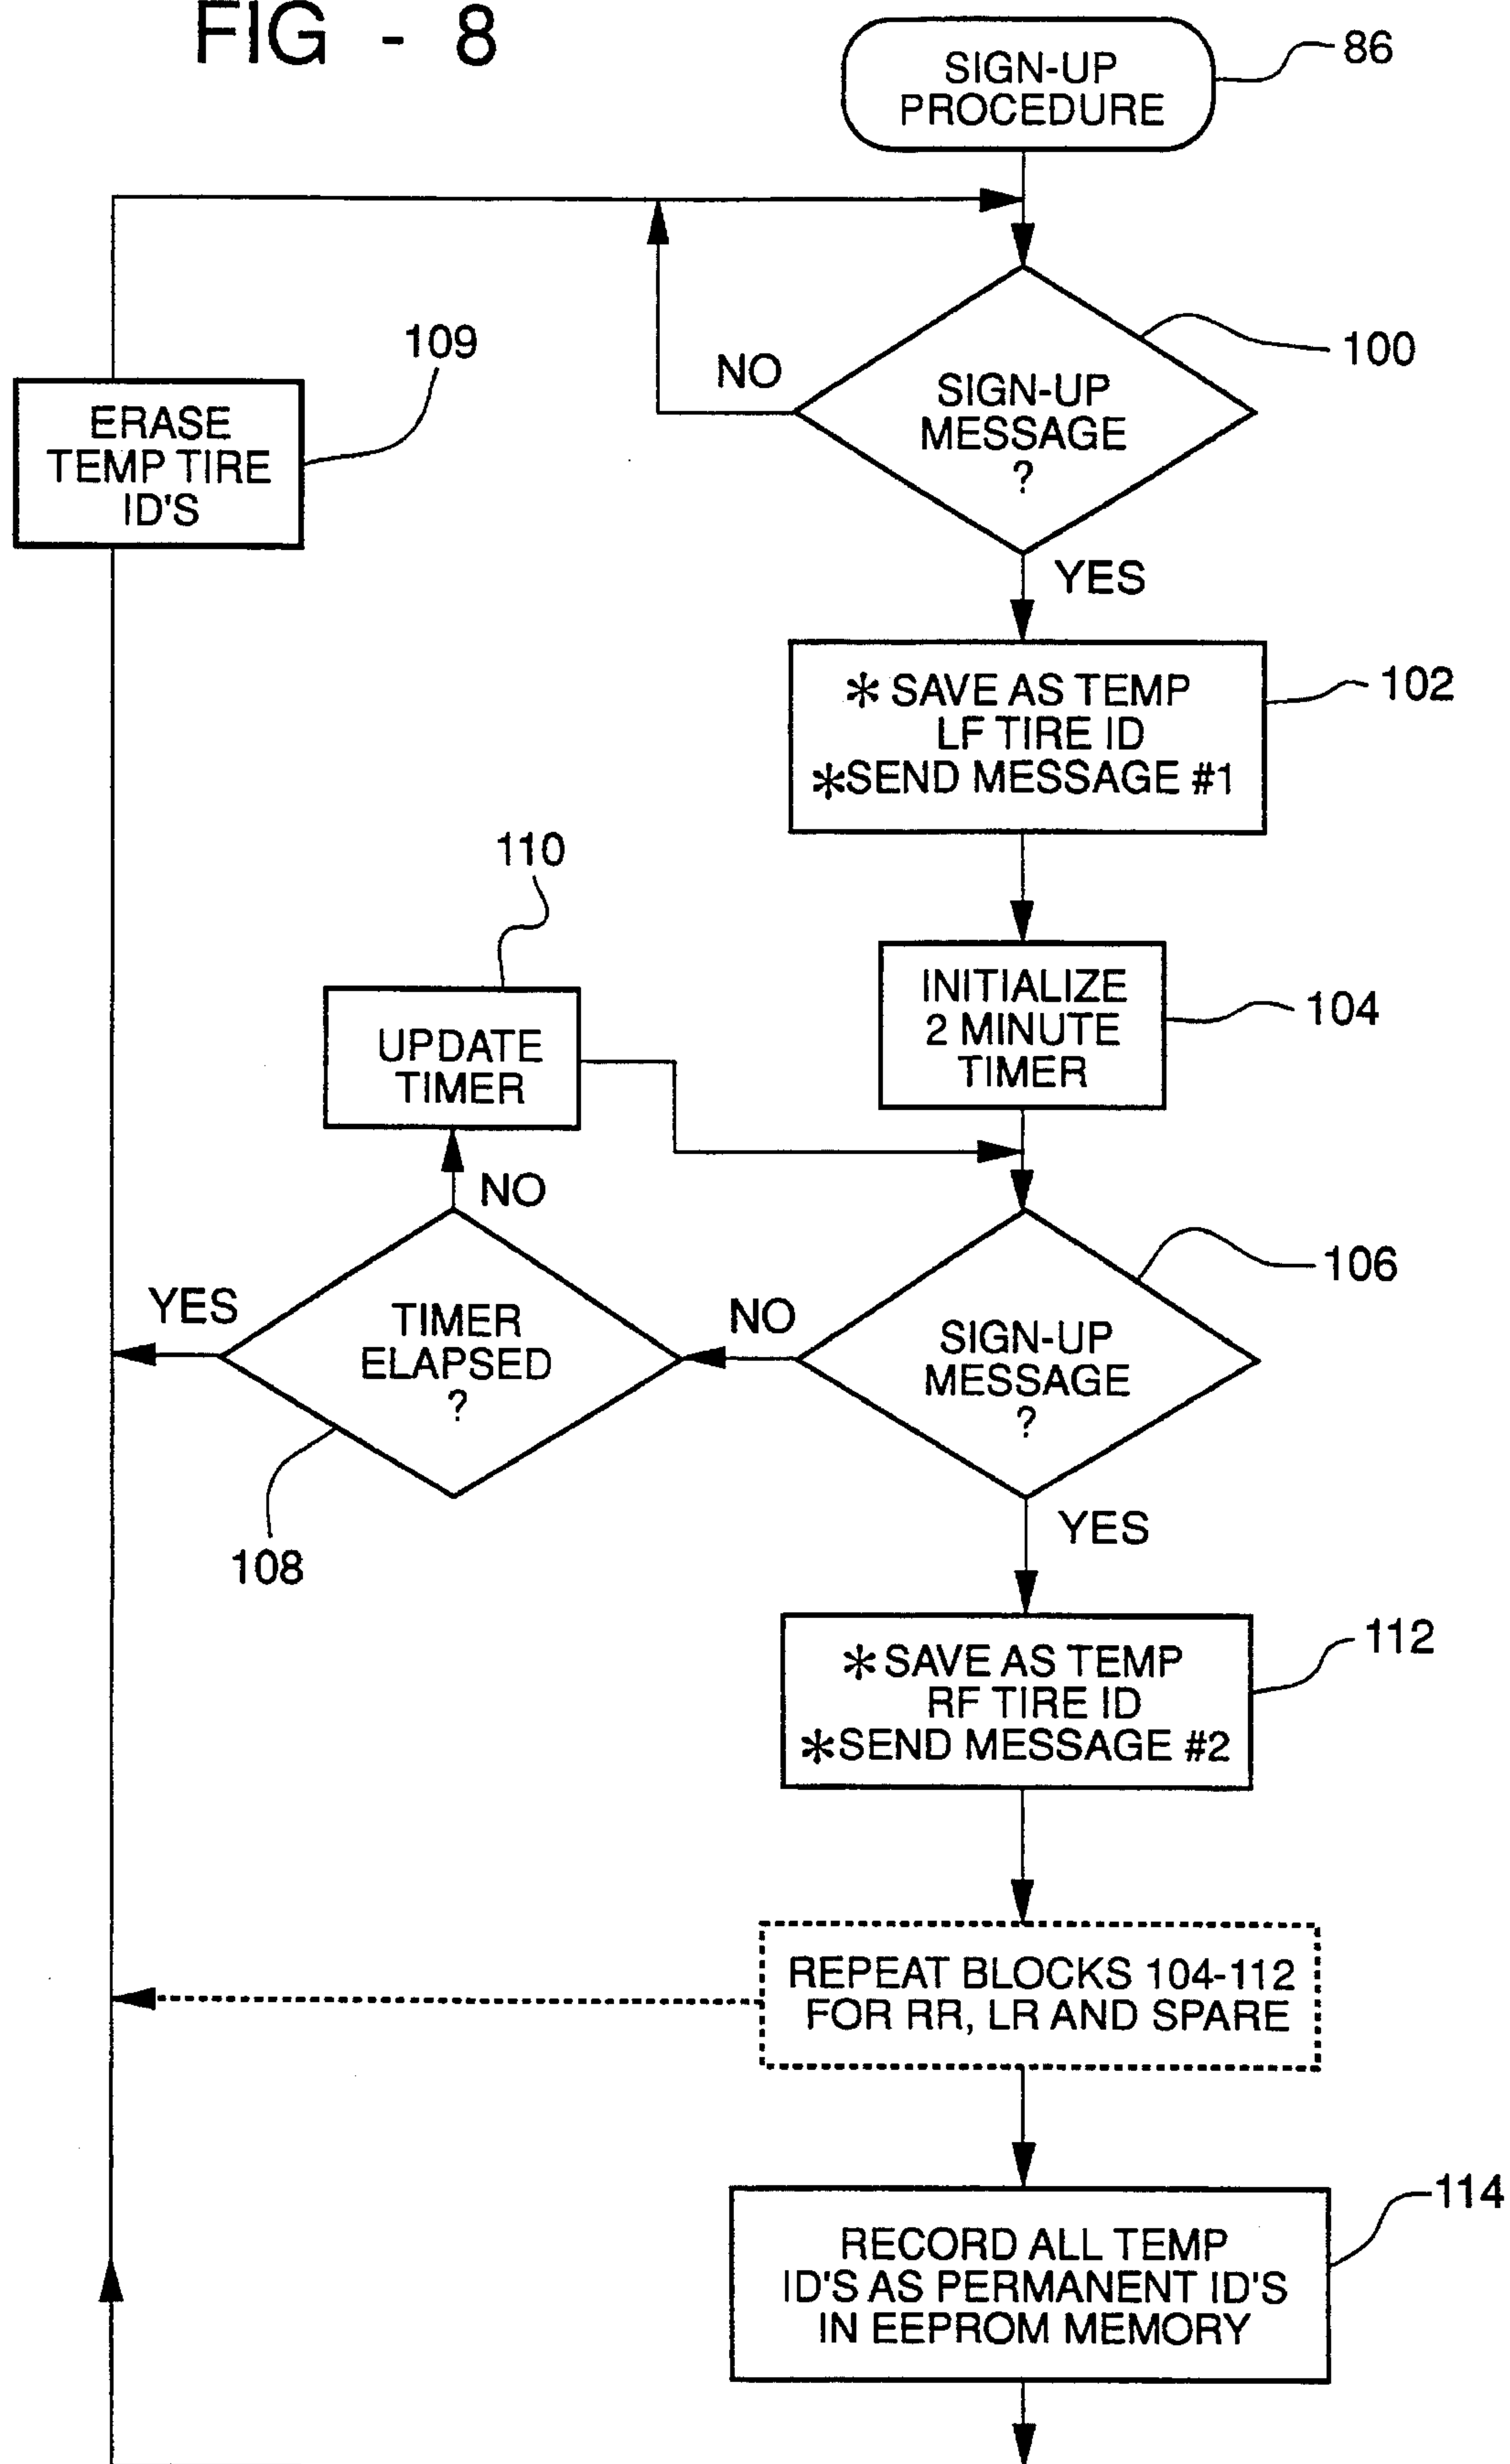 FIG - 8
SIGN-UP
PROCEDURE
86
100
NO
SIGN-UP
MESSAGE
?
109
ERASE
TEMP TIRE
ID'S
YES
* SAVE AS TEMP
LF TIRE ID
*SEND MESSAGE #1
102
110
INITIALIZE
2 MINUTE
TIMER
104
UPDATE
TIMER
NO
106
YES
TIMER
ELAPSED
?
NO
SIGN-UP
MESSAGE
?
108
YES
* SAVE AS TEMP
RF TIRE ID
*SEND MESSAGE #2
112
REPEAT BLOCKS 104-112
FOR RR, LR AND SPARE
114
RECORD ALL TEMP
ID'S AS PERMANENT ID'S
IN EEPROM MEMORY